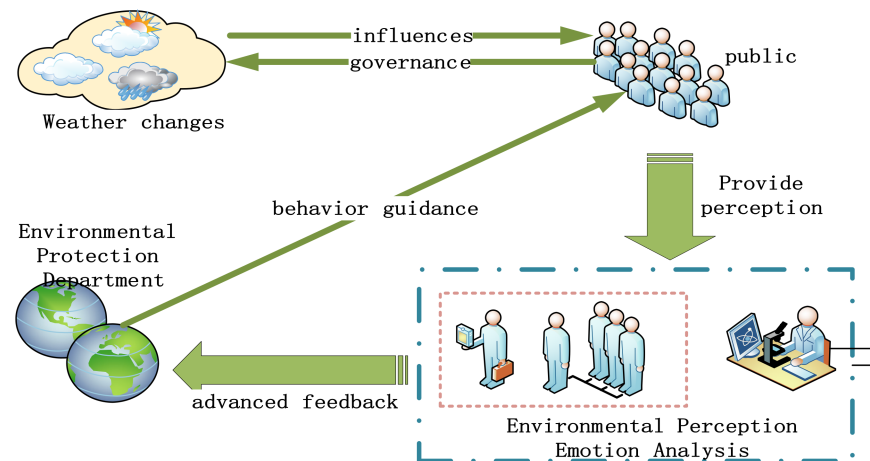 influences
governance
public
Weather changes
Provide
perception
behavior guidance
Environmental
Protection
Department
advanced feedback
Environmental Perception
Emotion Analysis